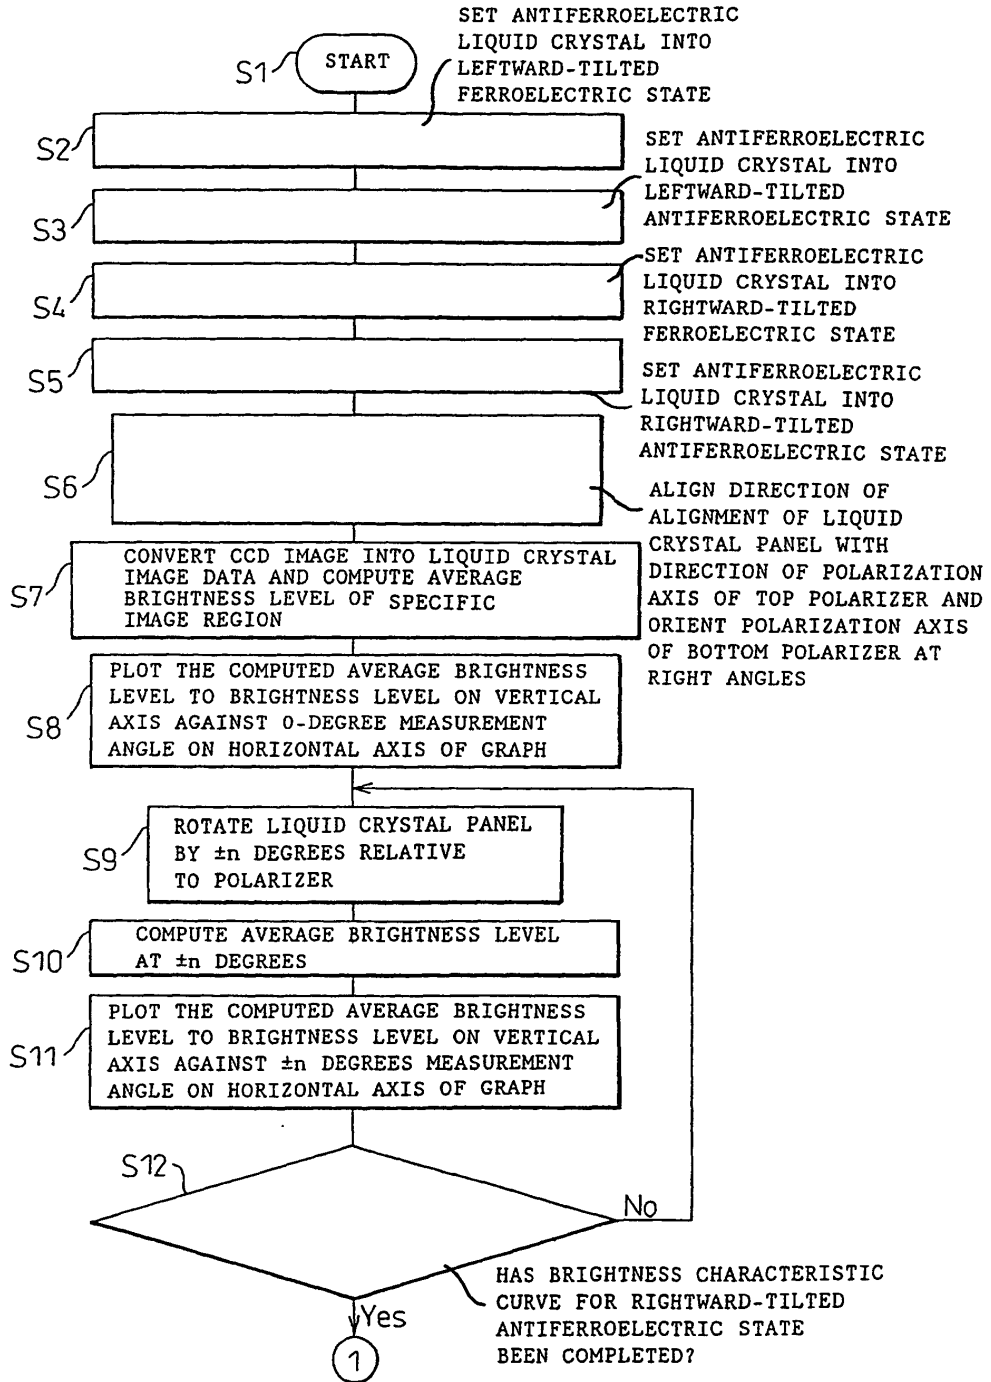 SET ANTIFERROELECTRIC
LIQUID CRYSTAL INTO
LEFTWARD-TILTED
FERROELECTRIC STATE
S1
START
S2
SET ANTIFERROELECTRIC
LIQUID CRYSTAL INTO
LEFTWARD-TILTED
ANTIFERROELECTRIC STATE
S3
SET ANTIFERROELECTRIC
LIQUID CRYSTAL INTO
RIGHTWARD-TILTED
FERROELECTRIC STATE
S4
SET ANTIFERROELECTRIC
LIQUID CRYSTAL INTO
RIGHTWARD-TILTED
ANTIFERROELECTRIC STATE
S5
S6
ALIGN DIRECTION OF
ALIGNMENT OF LIQUID
CRYSTAL PANEL WITH
DIRECTION OF POLARIZATION
AXIS OF TOP POLARIZER AND
ORIENT POLARIZATION AXIS
OF BOTTOM POLARIZER AT
RIGHT ANGLES
S7
CONVERT CCD IMAGE INTO LIQUID CRYSTAL
IMAGE DATA AND COMPUTE AVERAGE
BRIGHTNESS LEVEL OF SPECIFIC
IMAGE REGION
S8
PLOT THE COMPUTED AVERAGE BRIGHTNESS
LEVEL TO BRIGHTNESS LEVEL ON VERTICAL
AXIS AGAINST 0-DEGREE MEASUREMENT
ANGLE ON HORIZONTAL AXIS OF GRAPH
S9
ROTATE LIQUID CRYSTAL PANEL
BY ±n DEGREES RELATIVE
TO POLARIZER
S10
COMPUTE AVERAGE BRIGHTNESS LEVEL
AT ±n DEGREES
S11
PLOT THE COMPUTED AVERAGE BRIGHTNESS
LEVEL TO BRIGHTNESS LEVEL ON VERTICAL
AXIS AGAINST ±n DEGREES MEASUREMENT
ANGLE ON HORIZONTAL AXIS OF GRAPH
S12
No
HAS BRIGHTNESS CHARACTERISTIC
CURVE FOR RIGHTWARD-TILTED
ANTIFERROELECTRIC STATE
BEEN COMPLETED?
Yes
1